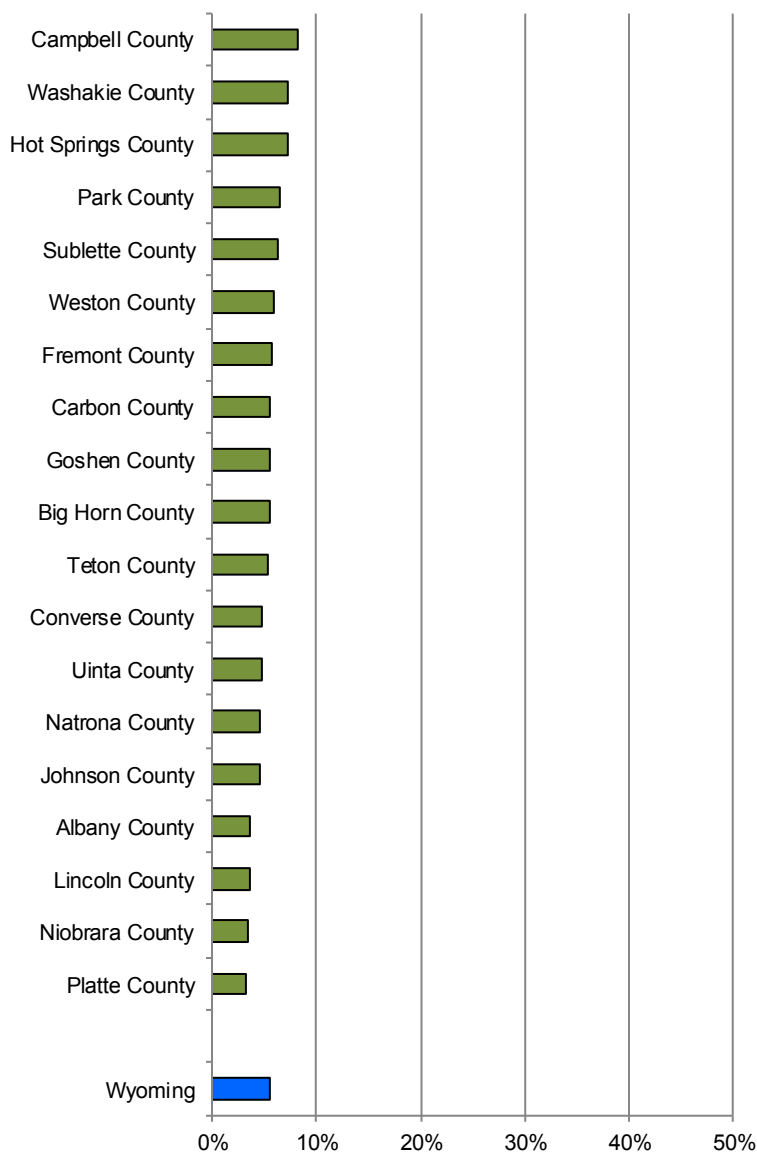 Campbell County
Washakie County
Hot Springs County
Park County
Sublette County
Weston County
Fremont County
Carbon County
Goshen County
Big Horn County
Teton County
Converse County
Uinta County
Natrona County
Johnson County
Albany County
Lincoln County
Niobrara County
Platte County
Wyoming
0% 10% 20% 30% 40% 50%